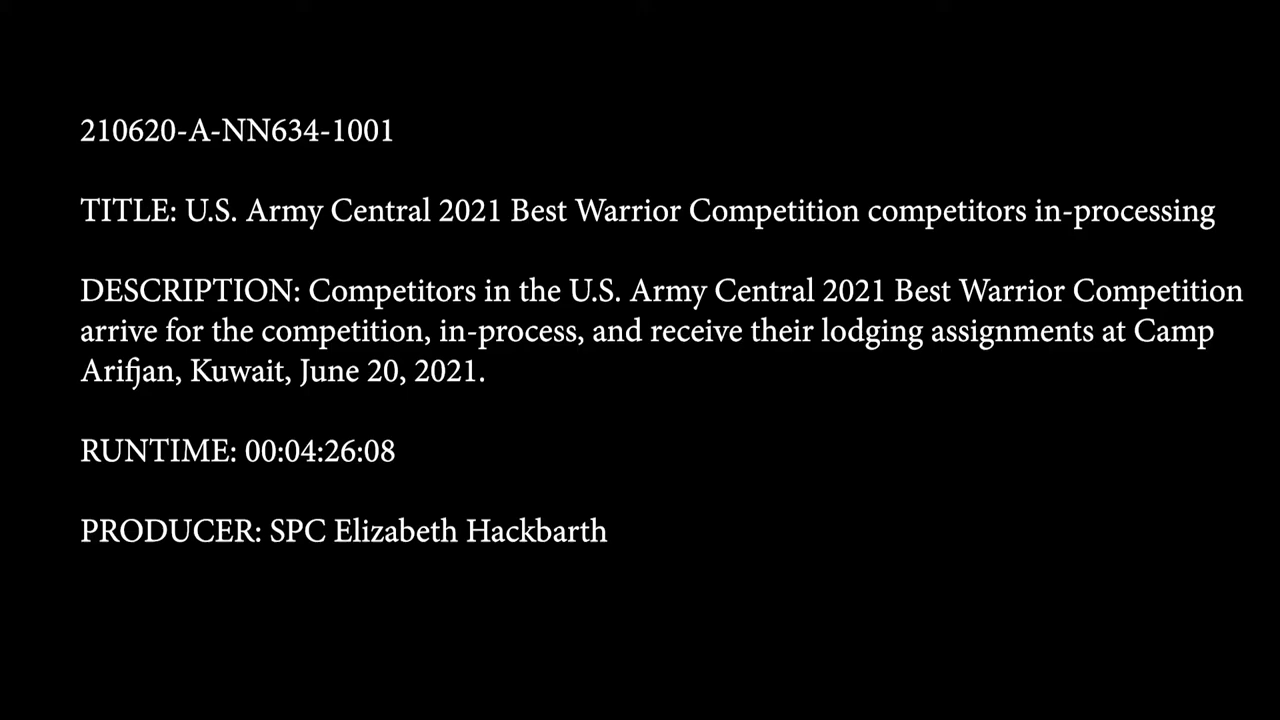 210620-A-NN634-1001
TITLE: U.S. Army Central 2021 Best Warrior Competition competitors in-processing
DESCRIPTION: Competitors in the U.S. Army Central 2021 Best Warrior Competition
arrive for the competition, in-process, and receive their lodging assignments at Camp
Arifjan, Kuwait, June 20, 2021.
RUNTIME: 00:04:26:08
PRODUCER: SPC Elizabeth Hackbarth